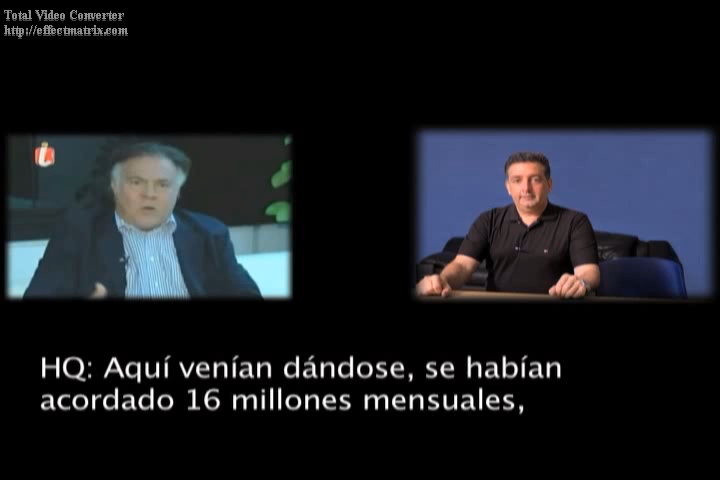 Total Video Converter
http://effectmatrix.com
HQ: Aquí venían dándose, se habían
acordado 16 millones mensuales,